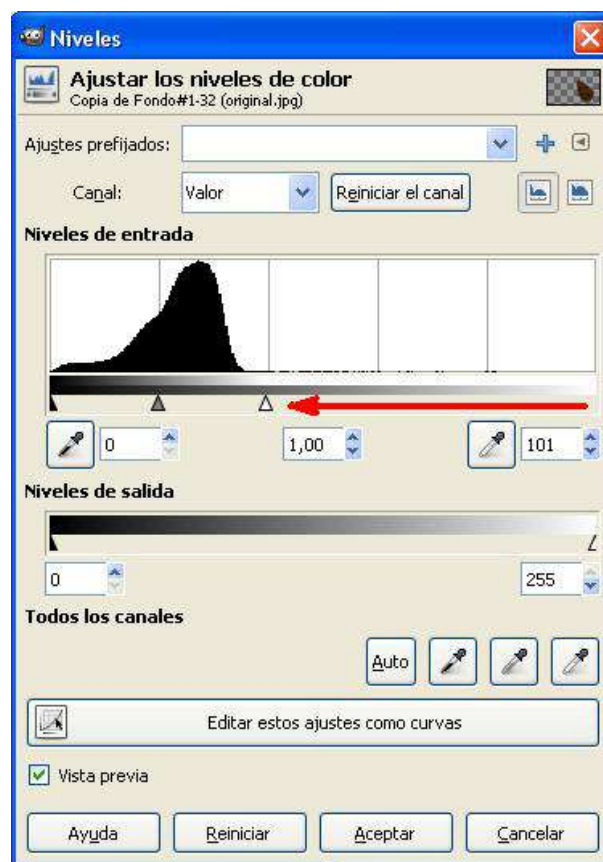 Niveles
Ajustar los niveles de color
Copia de Fondo#1-32 (original.jpg)
Ajustes prefijados:
Canal: Valor Reiniciar el canal
Niveles de entrada
0 1,00 101
Niveles de salida
0 255
Todos los canales
Auto
Editar estos ajustes como curvas
Vista previa
Ayuda Reiniciar Aceptar Cancelar